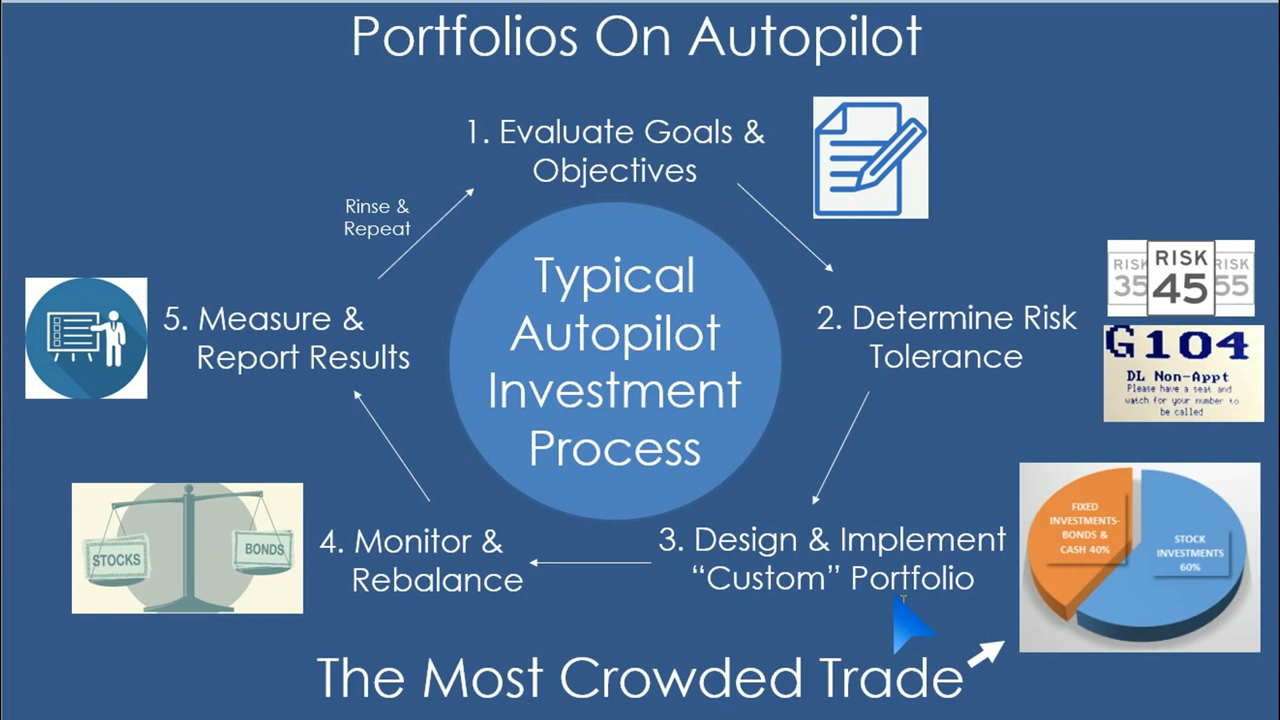 Portfolios On Autopilot
1. Evaluate Goals &
Objectives
Rinse &
Repeat
Typical
Autopilot
Investment
Process
2. Determine Risk
Tolerance
RISK
35
RISK
45
RISK
55
G104
DL Non-Appt
Please have a seat and
watch for your number to
be called
3. Design & Implement
“Custom” Portfolio
FIXED
INVESTMENTS-
BONDS &
CASH 40%
STOCK
INVESTMENTS
60%
4. Monitor &
Rebalance
STOCKS
BONDS
5. Measure &
Report Results
The Most Crowded Trade